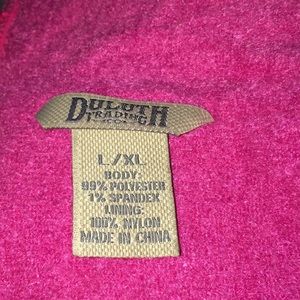 DULUTH
TRADING
L/XL
BODY:
99% POLYESTER
1% SPANDEX
LINING:
100% NYLON
MADE IN CHINA